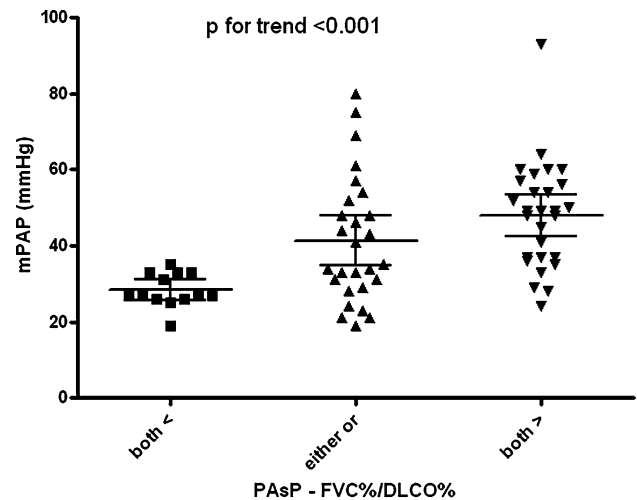 p for trend <0.001
100
80
60
40
20
0
mPAP (mmHg)
both <
either or
both >
PAsP - FVC%/DLCO%